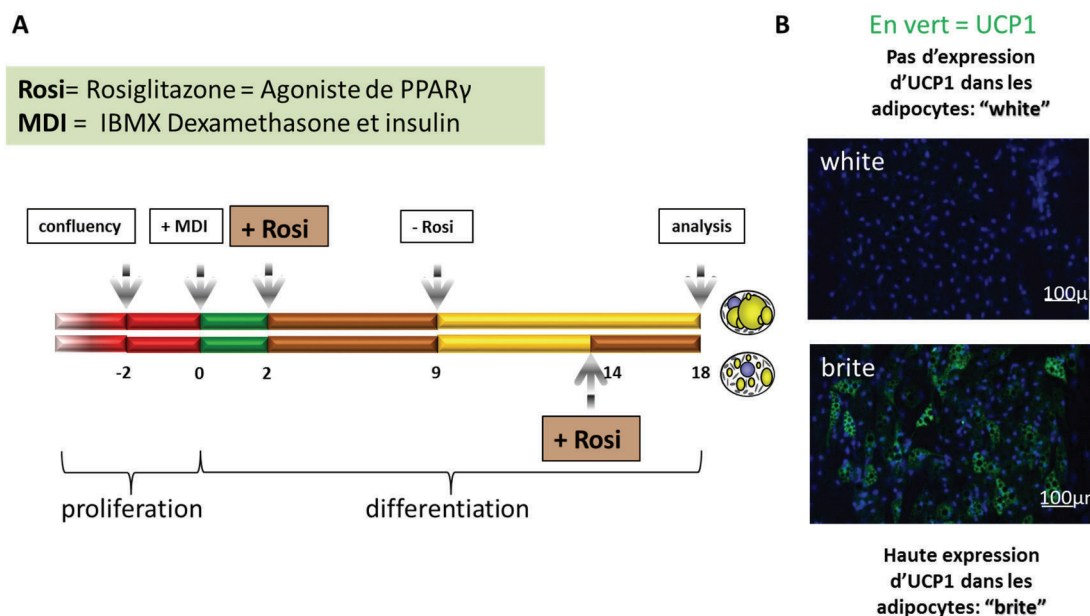 A
Rosi= Rosiglitazone = Agoniste de PPARγ
MDI = IBMX Dexamethasone et insulin
confluency
+ MDI
+ Rosi
- Rosi
analysis
-2 0 2 9 14 18
+ Rosi
proliferation
differentiation
B
En vert = UCP1
Pas d’expression
d’UCP1 dans les
adipocytes: “white”
white
100µ
brite
100µm
Haute expression
d’UCP1 dans les
adipocytes: “brite”